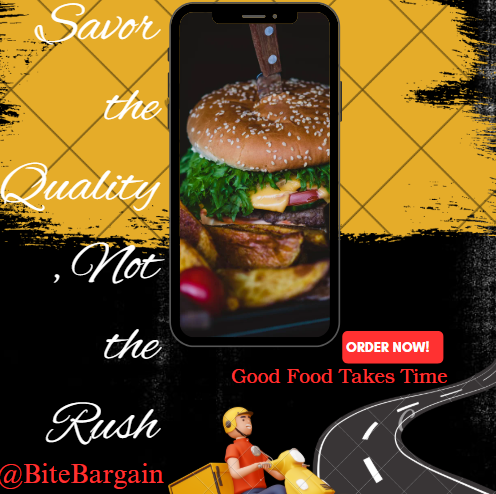 Savor
the
Quality
, Not
the
Rush
ORDER NOW!
Good Food Takes Time
@BiteBargain